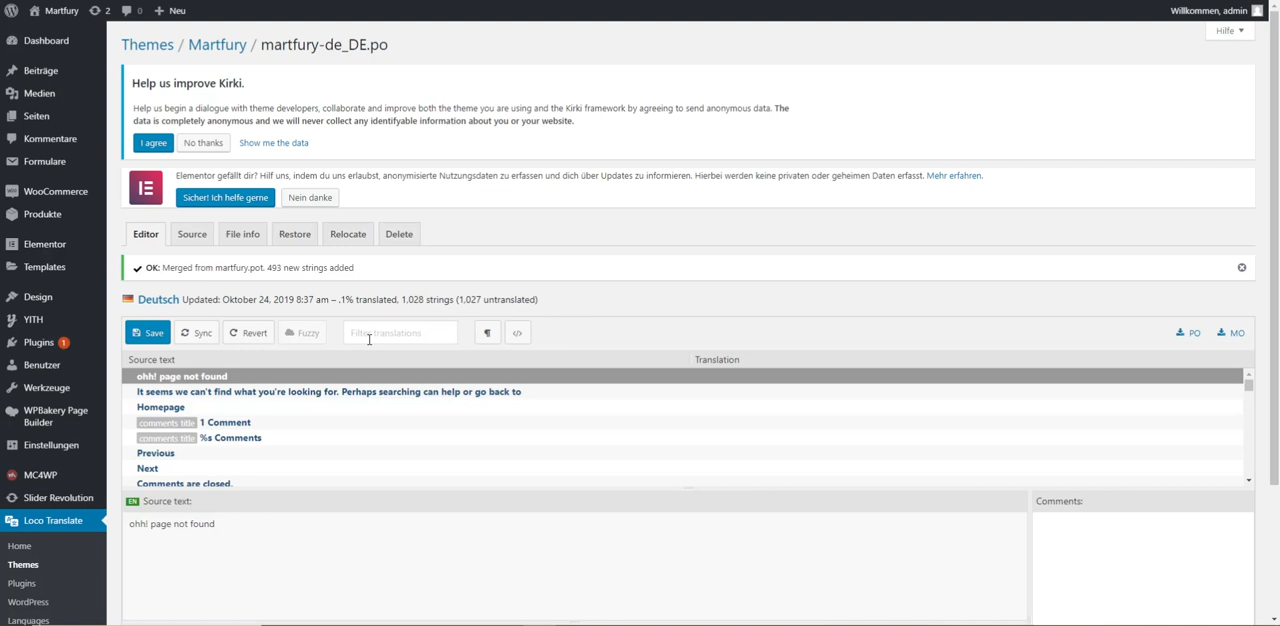 Martfury 2 0 Neu Willkommen, admin
Hilfe
Dashboard
Beiträge
Medien
Seiten
Kommentare
Formulare
WooCommerce
Produkte
Elementor
Templates
Design
YITH
Plugins 1
Benutzer
Werkzeuge
WPBakery Page
Builder
Einstellungen
MC4WP
Slider Revolution
Loco Translate
Home
Themes
Plugins
WordPress
Languages
Themes / Martfury / martfury-de_DE.po
Help us improve Kirki.
Help us begin a dialogue with theme developers, collaborate and improve both the theme you are using and the Kirki framework by agreeing to send anonymous data. The
data is completely anonymous and we will never collect any identifyable information about you or your website.
I agree No thanks Show me the data
Elementor gefällt dir? Hilf uns, indem du uns erlaubst, anonymisierte Nutzungsdaten zu erfassen und dich über Updates zu informieren. Hierbei werden keine privaten oder geheimen Daten erfasst. Mehr erfahren.
Sicher! Ich helfe gerne Nein danke
Editor Source File info Restore Relocate Delete
OK: Merged from martfury.pot. 493 new strings added
Deutsch Updated: Oktober 24, 2019 8:37 am – .1% translated, 1,028 strings (1,027 untranslated)
Save Sync Revert Fuzzy Filter translations ¶ </> PO MO
Source text Translation
ohh! page not found
It seems we can't find what you're looking for. Perhaps searching can help or go back to
Homepage
comments title 1 Comment
comments title %s Comments
Previous
Next
Comments are closed.
EN Source text: Comments:
ohh! page not found